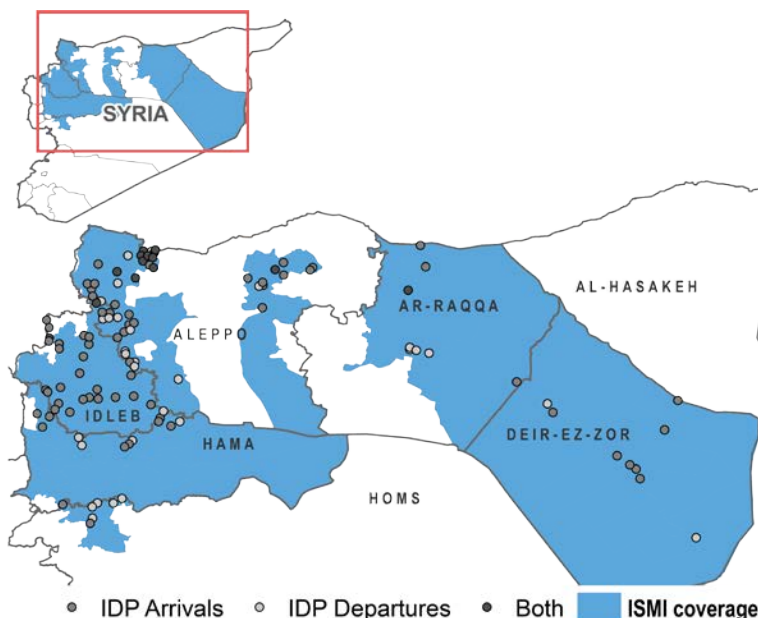 SYRIA
AL-HASAKEH
AR-RAQQA
ALEPPO
IDLEB
HAMA
DEIR-EZ-ZOR
HOMS
IDP Arrivals IDP Departures Both ISMI coverage